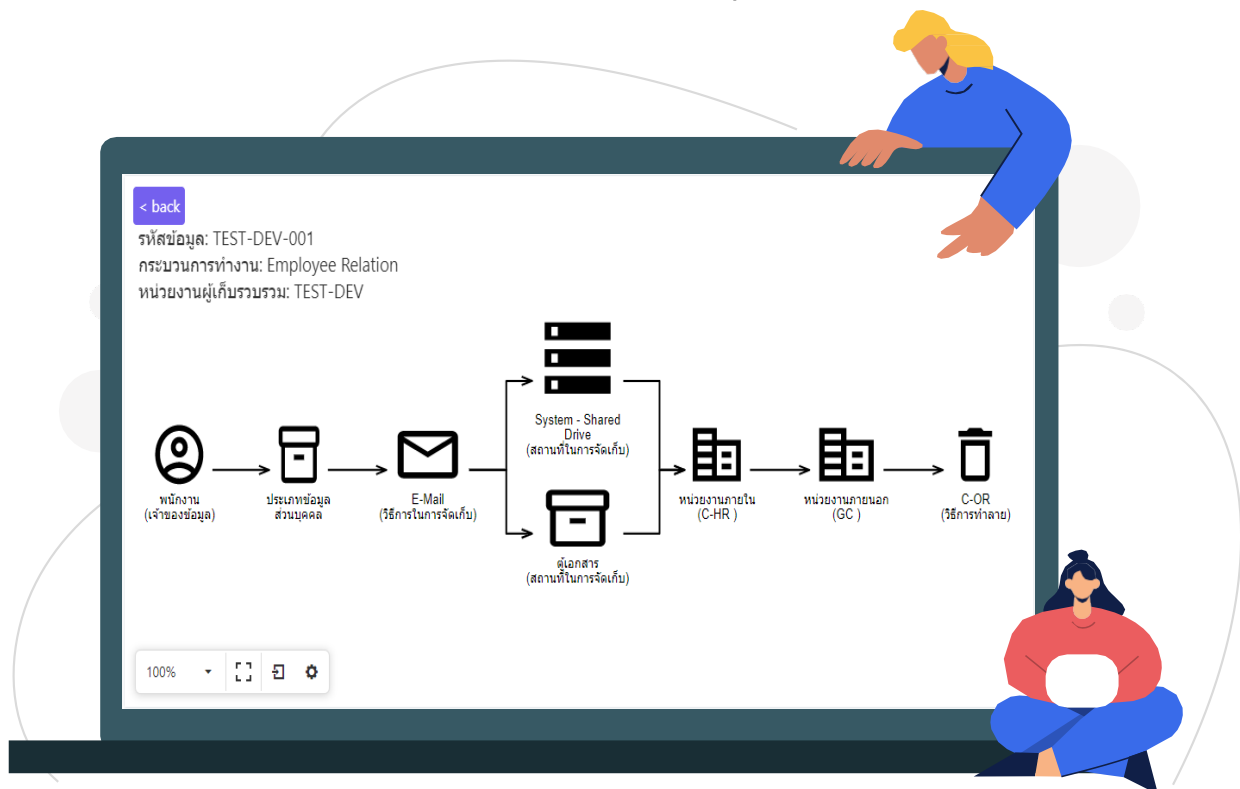 < back
รหัสข้อมูล: TEST-DEV-001
กระบวนการทำงาน: Employee Relation
หน่วยงานผู้เก็บรวบรวม: TEST-DEV
พนักงาน
(เจ้าของข้อมูล)
ประเภทข้อมูล
ส่วนบุคคล
E-Mail
(วิธีการในการจัดเก็บ)
System - Shared
Drive
(สถานที่ในการจัดเก็บ)
ตู้เอกสาร
(สถานที่ในการจัดเก็บ)
หน่วยงานภายใน
(C-HR )
หน่วยงานภายนอก
(GC )
C-OR
(วิธีการทำลาย)
100%